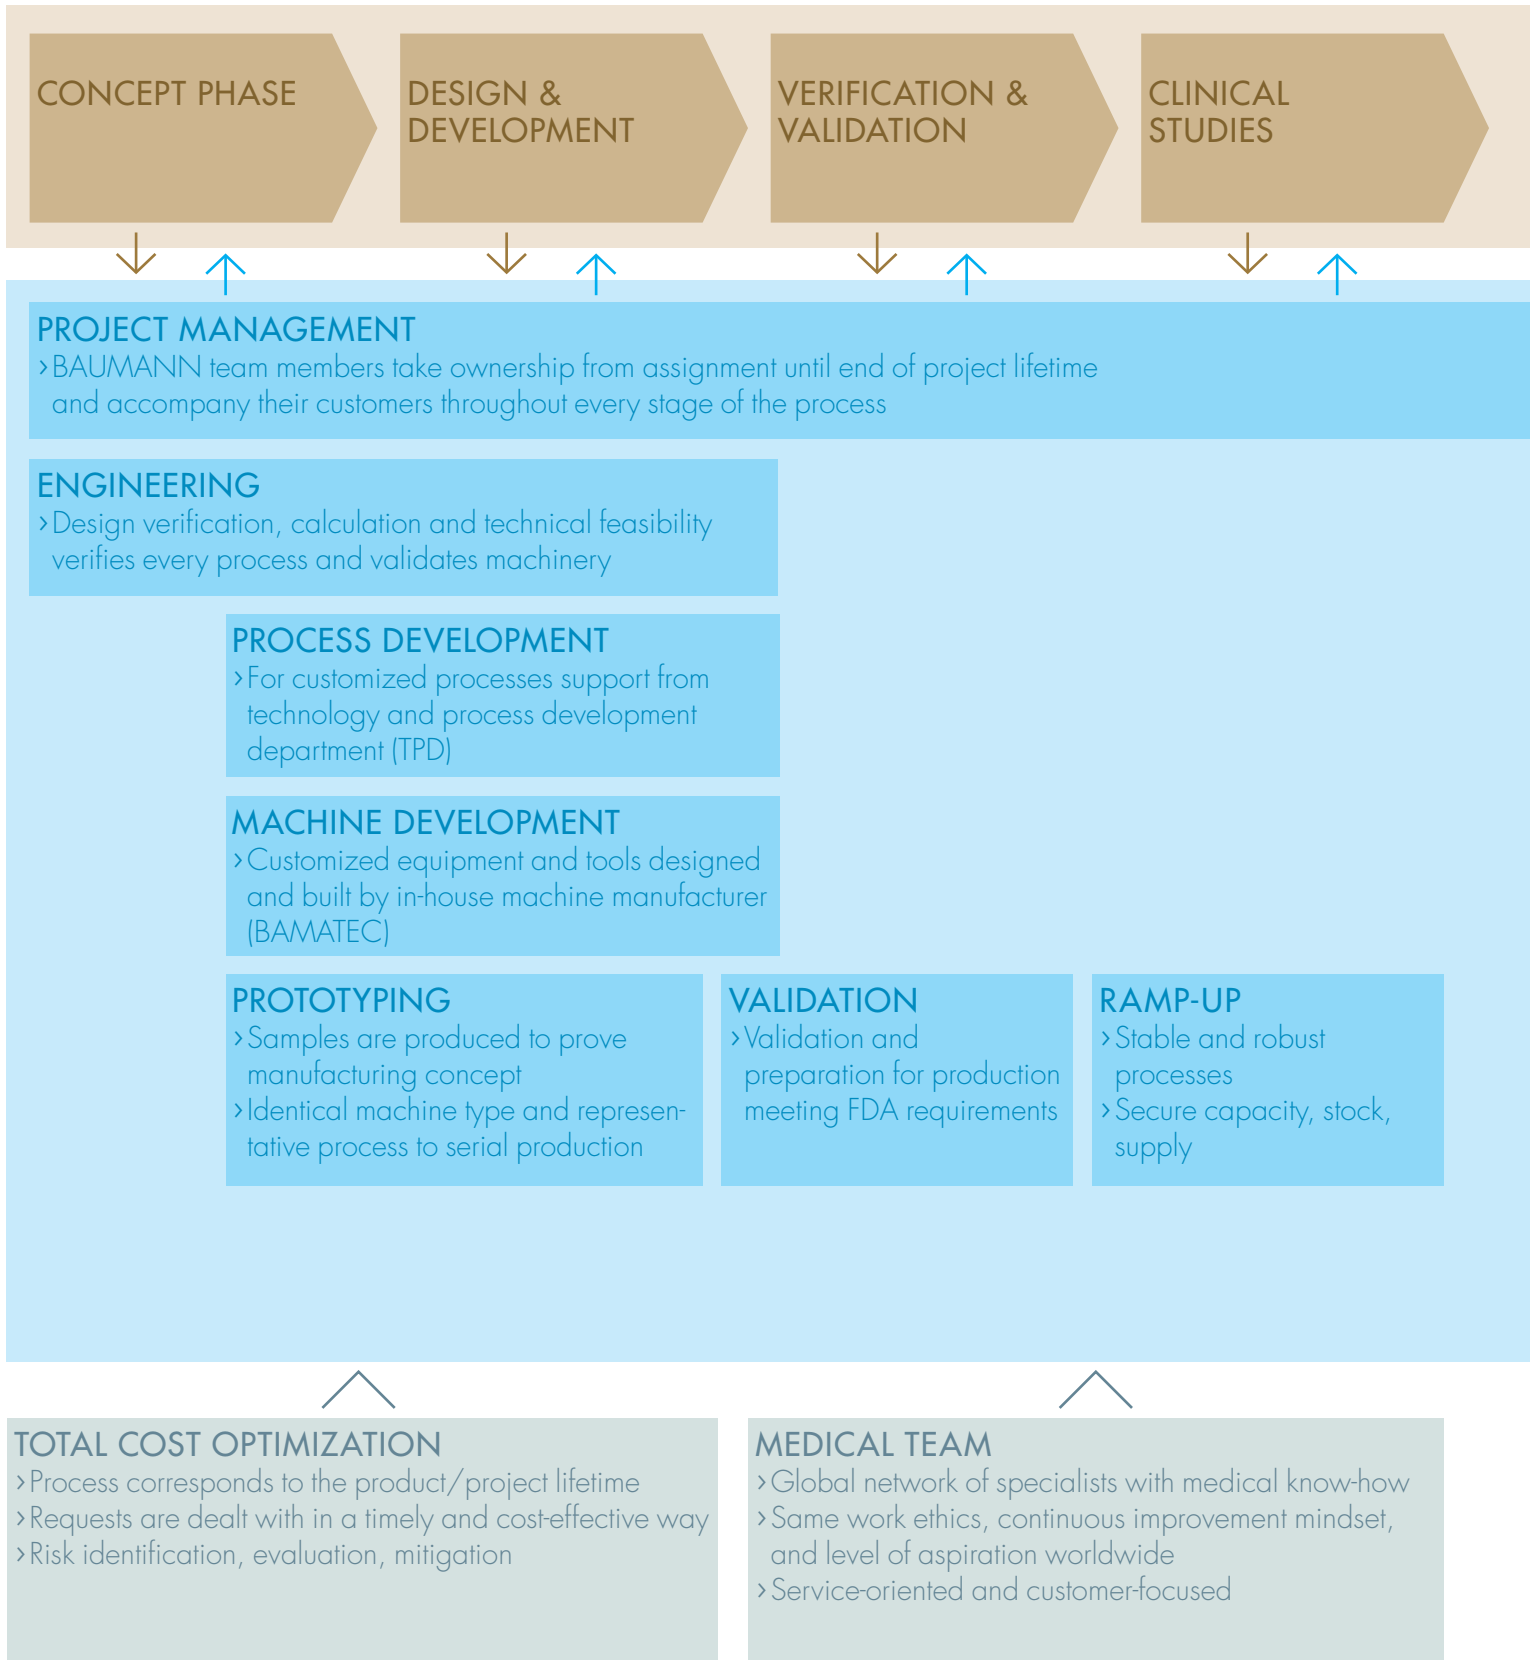 CONCEPT PHASE
DESIGN &
DEVELOPMENT
VERIFICATION &
VALIDATION
CLINICAL
STUDIES
PROJECT MANAGEMENT
›BAUMANN team members take ownership from assignment until end of project lifetime
and accompany their customers throughout every stage of the process
ENGINEERING
›Design verification, calculation and technical feasibility
verifies every process and validates machinery
PROCESS DEVELOPMENT
›For customized processes support from
technology and process development
department (TPD)
MACHINE DEVELOPMENT
›Customized equipment and tools designed
and built by in-house machine manufacturer
(BAMATEC)
PROTOTYPING
›Samples are produced to prove
manufacturing concept
›Identical machine type and represen-
tative process to serial production
VALIDATION
›Validation and
preparation for production
meeting FDA requirements
RAMP-UP
›Stable and robust
processes
›Secure capacity, stock,
supply
TOTAL COST OPTIMIZATION
›Process corresponds to the product/project lifetime
›Requests are dealt with in a timely and cost-effective way
›Risk identification, evaluation, mitigation
MEDICAL TEAM
›Global network of specialists with medical know-how
›Same work ethics, continuous improvement mindset,
and level of aspiration worldwide
›Service-oriented and customer-focused